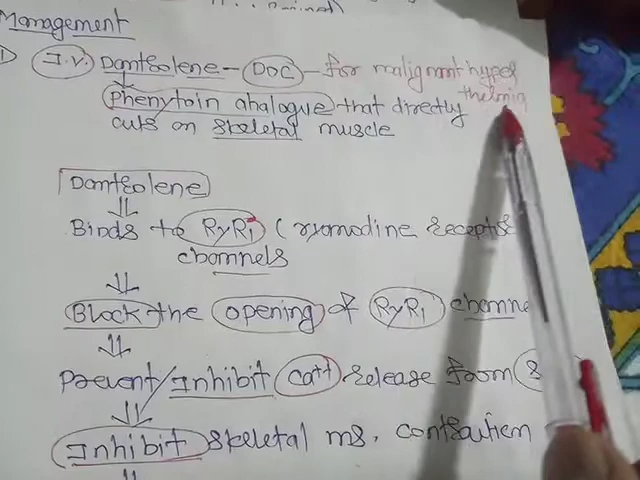 Management
1) I.V. Dantrolene - DOC - for malignant hyper
thelmia
phenytoin analogue that directly
acts on skeletal muscle
Dantrolene
⇓
Binds to RyR1 (ryanodine receptor
channels
⇓
Block the opening of RyR1 channe
⇓
Prevent/Inhibit Ca++ release from
⇓
Inhibit skeletal ms. contraction
⇓